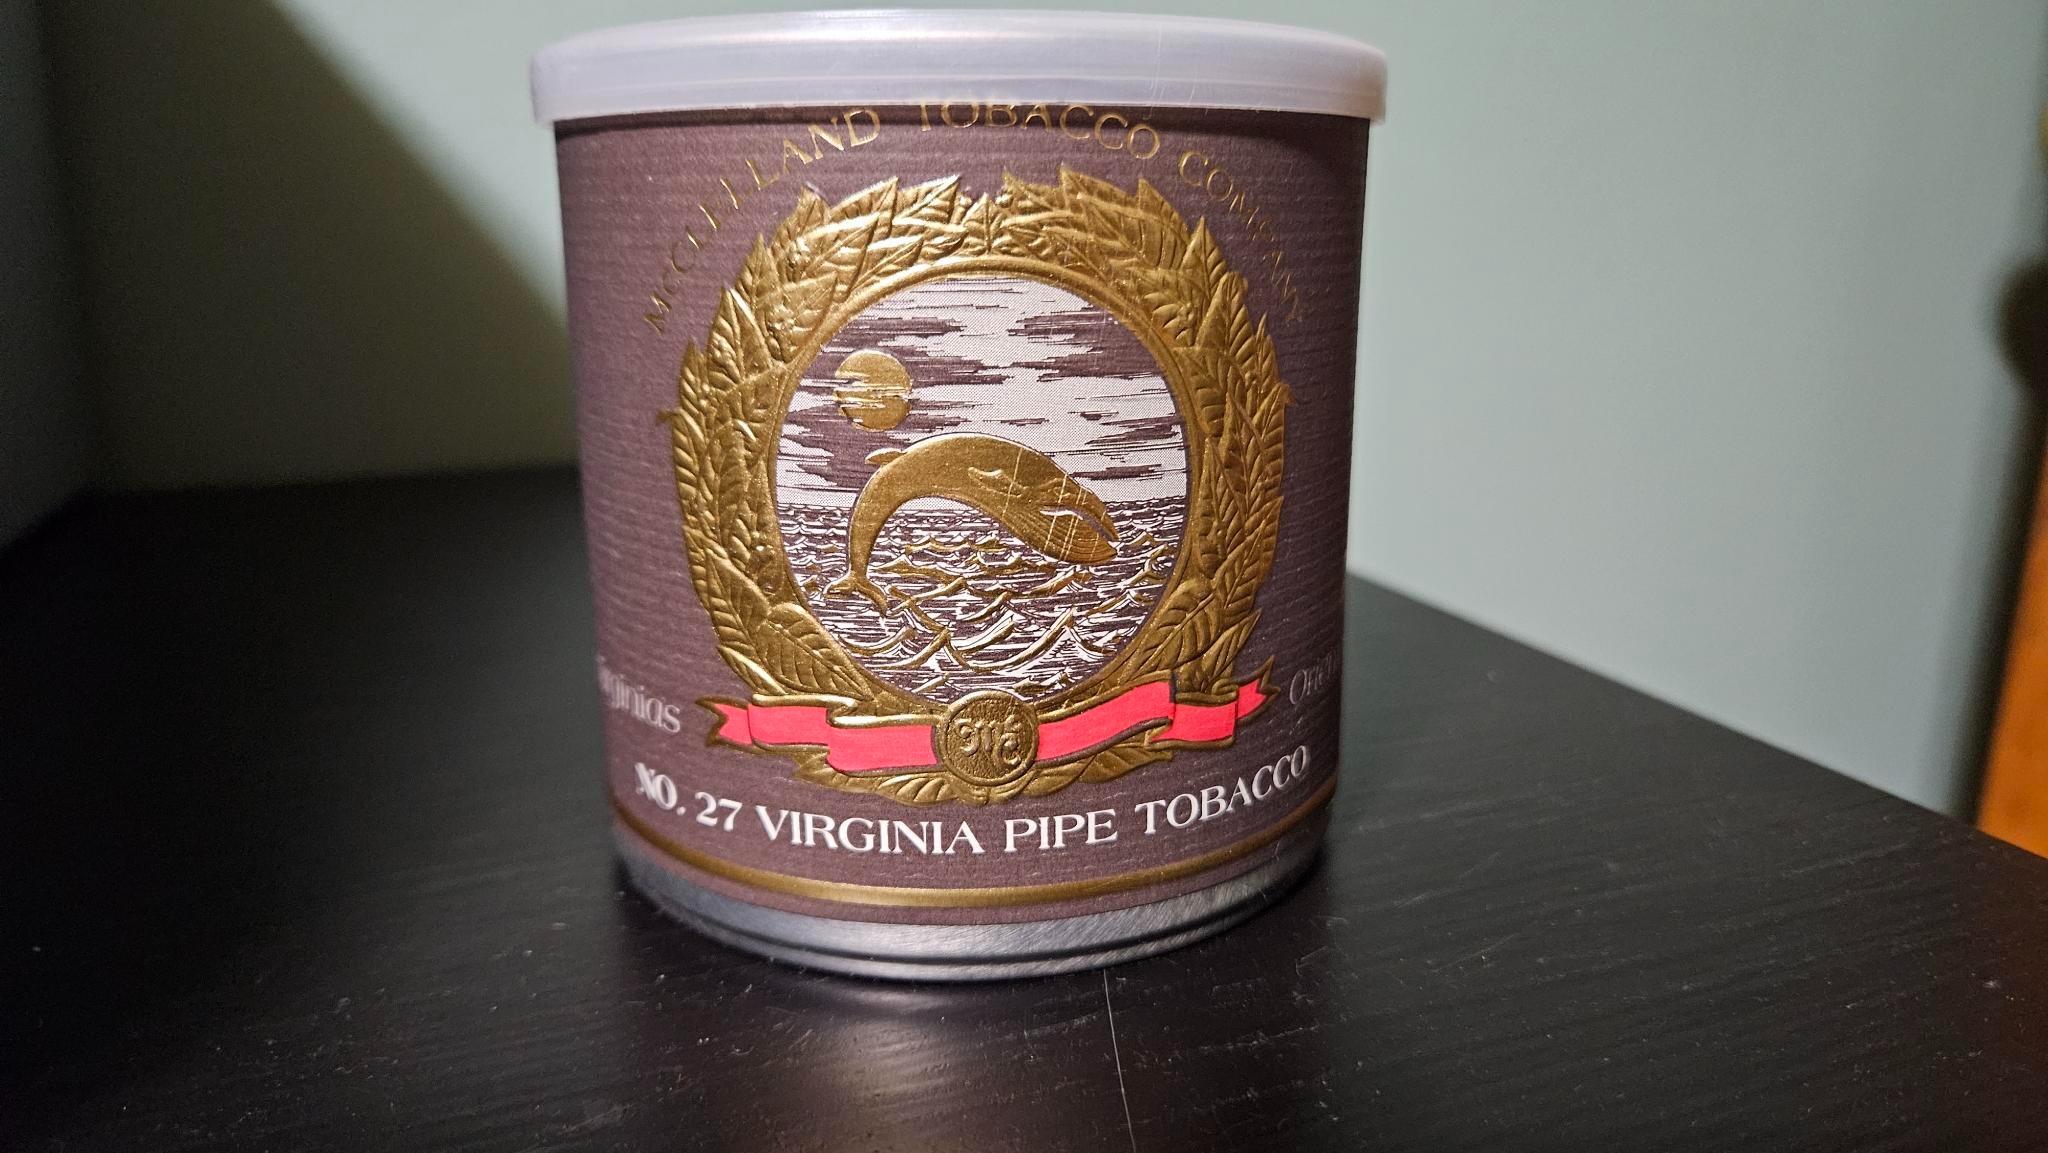 McCLELLAND TOBACCO COMPANY
NO. 27 VIRGINIA PIPE TOBACCO